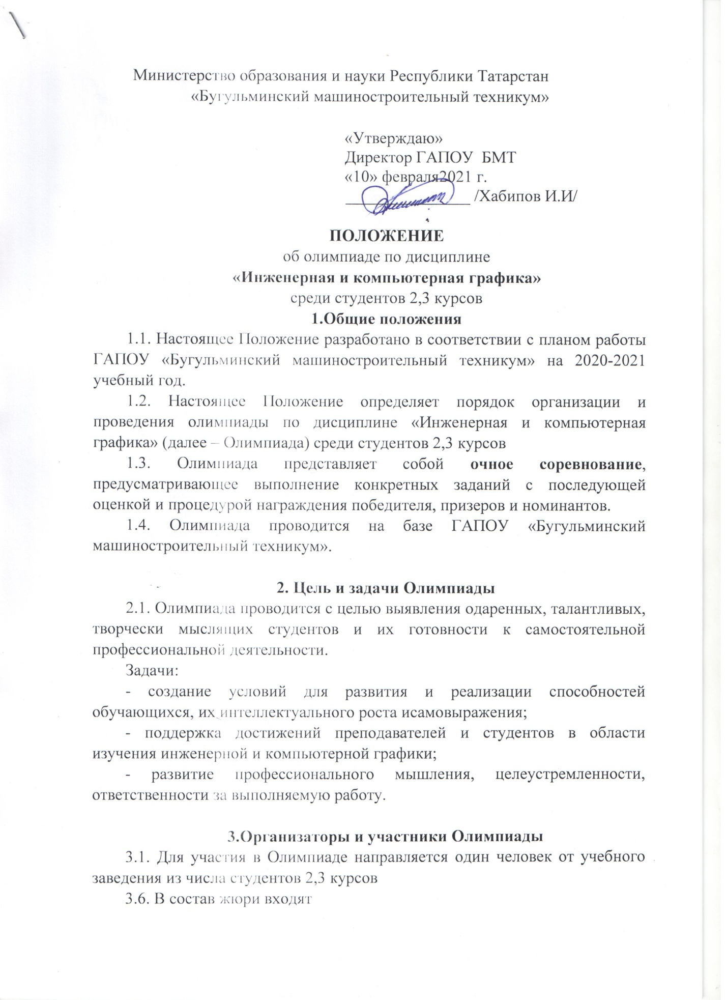 Министерство образования и науки Республики Татарстан
«Бугульминский машиностроительный техникум»
«Утверждаю»
Директор ГАПОУ БМТ
«10» февраля2021 г.
_______________ /Хабипов И.И/
ПОЛОЖЕНИЕ
об олимпиаде по дисциплине
«Инженерная и компьютерная графика»
среди студентов 2,3 курсов
1.Общие положения
1.1. Настоящее Положение разработано в соответствии с планом работы
ГАПОУ «Бугульминский машиностроительный техникум» на 2020-2021
учебный год.
1.2. Настоящее Положение определяет порядок организации и
проведения олимпиады по дисциплине «Инженерная и компьютерная
графика» (далее – Олимпиада) среди студентов 2,3 курсов
1.3. Олимпиада представляет собой очное соревнование,
предусматривающее выполнение конкретных заданий с последующей
оценкой и процедурой награждения победителя, призеров и номинантов.
1.4. Олимпиада проводится на базе ГАПОУ «Бугульминский
машиностроительный техникум».
2. Цель и задачи Олимпиады
2.1. Олимпиада проводится с целью выявления одаренных, талантливых,
творчески мыслящих студентов и их готовности к самостоятельной
профессиональной деятельности.
Задачи:
- создание условий для развития и реализации способностей
обучающихся, их интеллектуального роста исамовыражения;
- поддержка достижений преподавателей и студентов в области
изучения инженерной и компьютерной графики;
- развитие профессионального мышления, целеустремленности,
ответственности за выполняемую работу.
3.Организаторы и участники Олимпиады
3.1. Для участия в Олимпиаде направляется один человек от учебного
заведения из числа студентов 2,3 курсов
3.6. В состав жюри входят